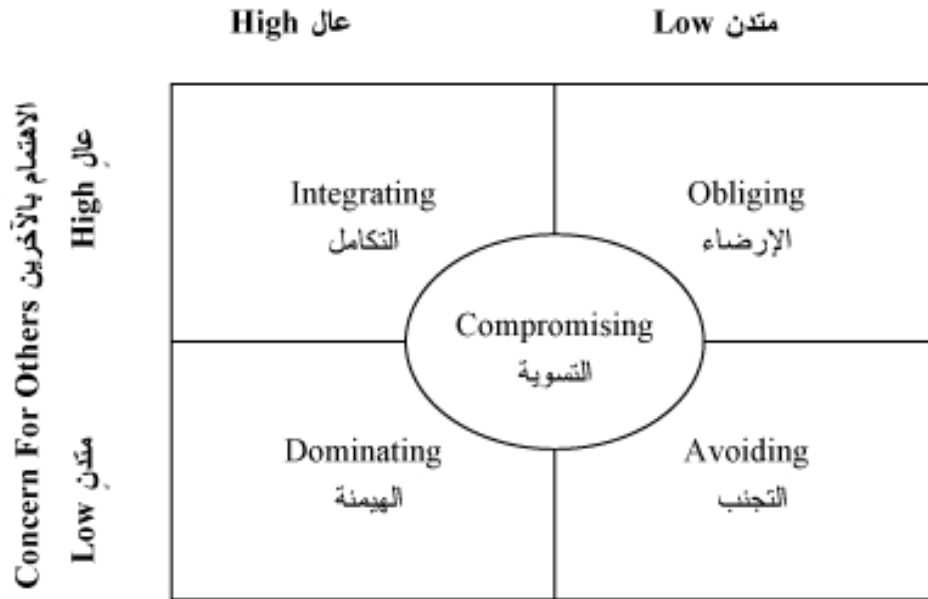 High عال
Low متدن
Concern For Others الاهتمام بالآخرين
High عالٍ
Low متدنٍ
Integrating
التكامل
Obliging
الإرضاء
Compromising
التسوية
Dominating
الهيمنة
Avoiding
التجنب